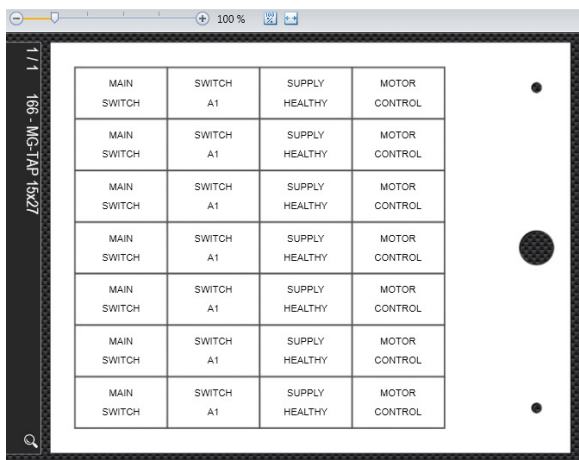 100 %
1 / 1 166 - MG-TAP 15x27
MAIN SWITCH SUPPLY MOTOR
SWITCH A1 HEALTHY CONTROL
MAIN SWITCH SUPPLY MOTOR
SWITCH A1 HEALTHY CONTROL
MAIN SWITCH SUPPLY MOTOR
SWITCH A1 HEALTHY CONTROL
MAIN SWITCH SUPPLY MOTOR
SWITCH A1 HEALTHY CONTROL
MAIN SWITCH SUPPLY MOTOR
SWITCH A1 HEALTHY CONTROL
MAIN SWITCH SUPPLY MOTOR
SWITCH A1 HEALTHY CONTROL
MAIN SWITCH SUPPLY MOTOR
SWITCH A1 HEALTHY CONTROL